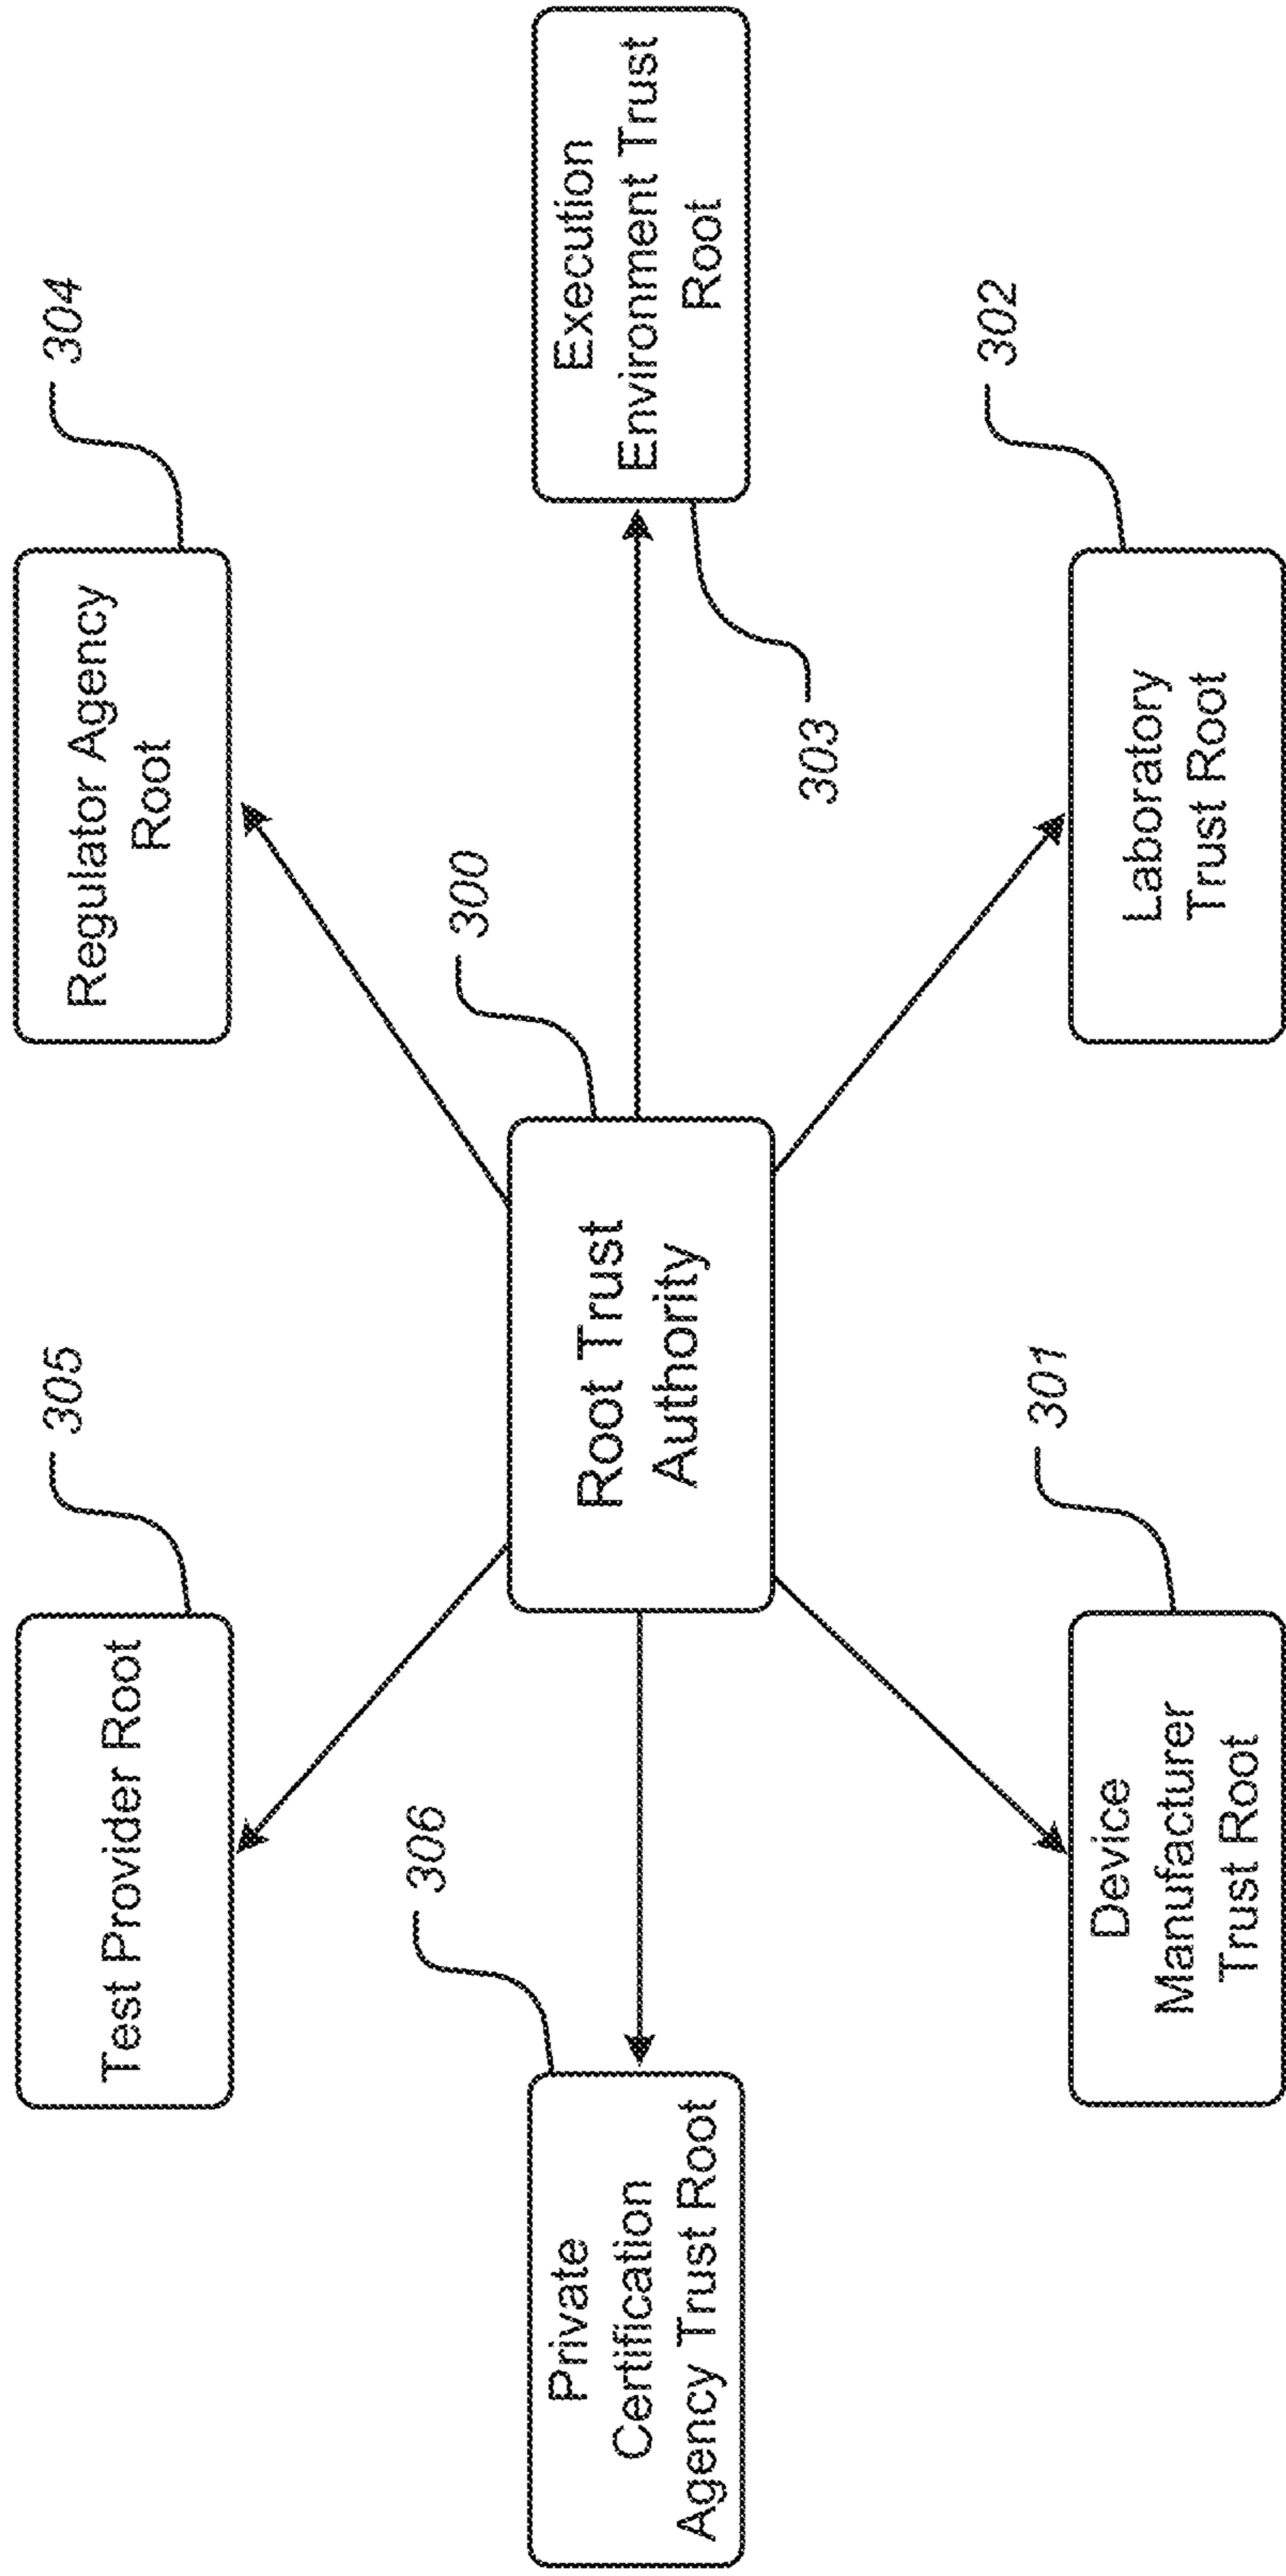 305
304
Test Provider Root
Regulator Agency
Root
306
300
Private
Certification
Agency Trust Root
Root Trust
Authority
Execution
Environment Trust
Root
303
301
302
Device
Manufacturer
Trust Root
Laboratory
Trust Root